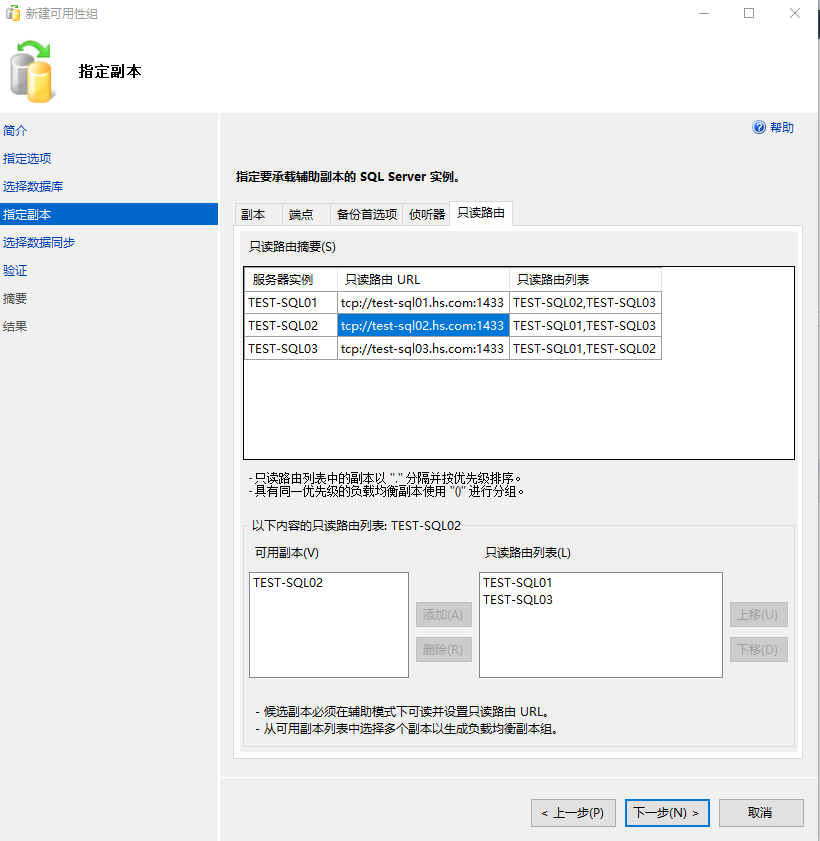 新建可用性组
指定副本
简介
指定选项
选择数据库
指定副本
选择数据同步
验证
摘要
结果
帮助
指定要承载辅助副本的 SQL Server 实例。
副本 端点 备份首选项 侦听器 只读路由
只读路由摘要(S)
服务器实例 只读路由 URL 只读路由列表
TEST-SQL01 tcp://test-sql01.hs.com:1433 TEST-SQL02,TEST-SQL03
TEST-SQL02 tcp://test-sql02.hs.com:1433 TEST-SQL01,TEST-SQL03
TEST-SQL03 tcp://test-sql03.hs.com:1433 TEST-SQL01,TEST-SQL02
- 只读路由列表中的副本以 "," 分隔并按优先级排序。
- 具有同一优先级的负载均衡副本使用 "()" 进行分组。
以下内容的只读路由列表: TEST-SQL02
可用副本(V) 只读路由列表(L)
TEST-SQL02
TEST-SQL01
TEST-SQL03
添加(A)
删除(R)
上移(U)
下移(D)
- 候选副本必须在辅助模式下可读并设置只读路由 URL。
- 从可用副本列表中选择多个副本以生成负载均衡副本组。
< 上一步(P) 下一步(N) > 取消